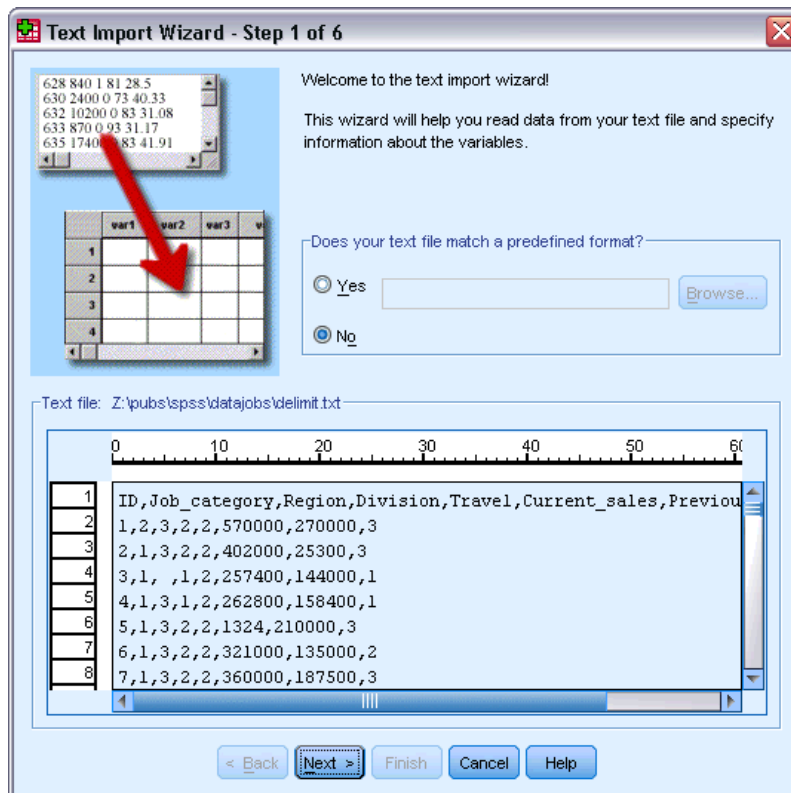 Text Import Wizard - Step 1 of 6
628 840 1 81 28.5
630 2400 0 73 40.33
632 10200 0 83 31.08
633 870 0 93 31.17
635 1740 83 41.91
var1 var2 var3 v
1
2
3
4
Welcome to the text import wizard!
This wizard will help you read data from your text file and specify
information about the variables.
Does your text file match a predefined format?
Yes
Browse...
No
Text file: Z:\pubs\spss\datajobs\delimit.txt
0 10 20 30 40 50 60
1 ID,Job_category,Region,Division,Travel,Current_sales,Previou
2 1,2,3,2,2,570000,270000,3
3 2,1,3,2,2,402000,25300,3
4 3,1, ,1,2,257400,144000,1
5 4,1,3,1,2,262800,158400,1
6 5,1,3,2,2,1324,210000,3
7 6,1,3,2,2,321000,135000,2
8 7,1,3,2,2,360000,187500,3
< Back Next > Finish Cancel Help